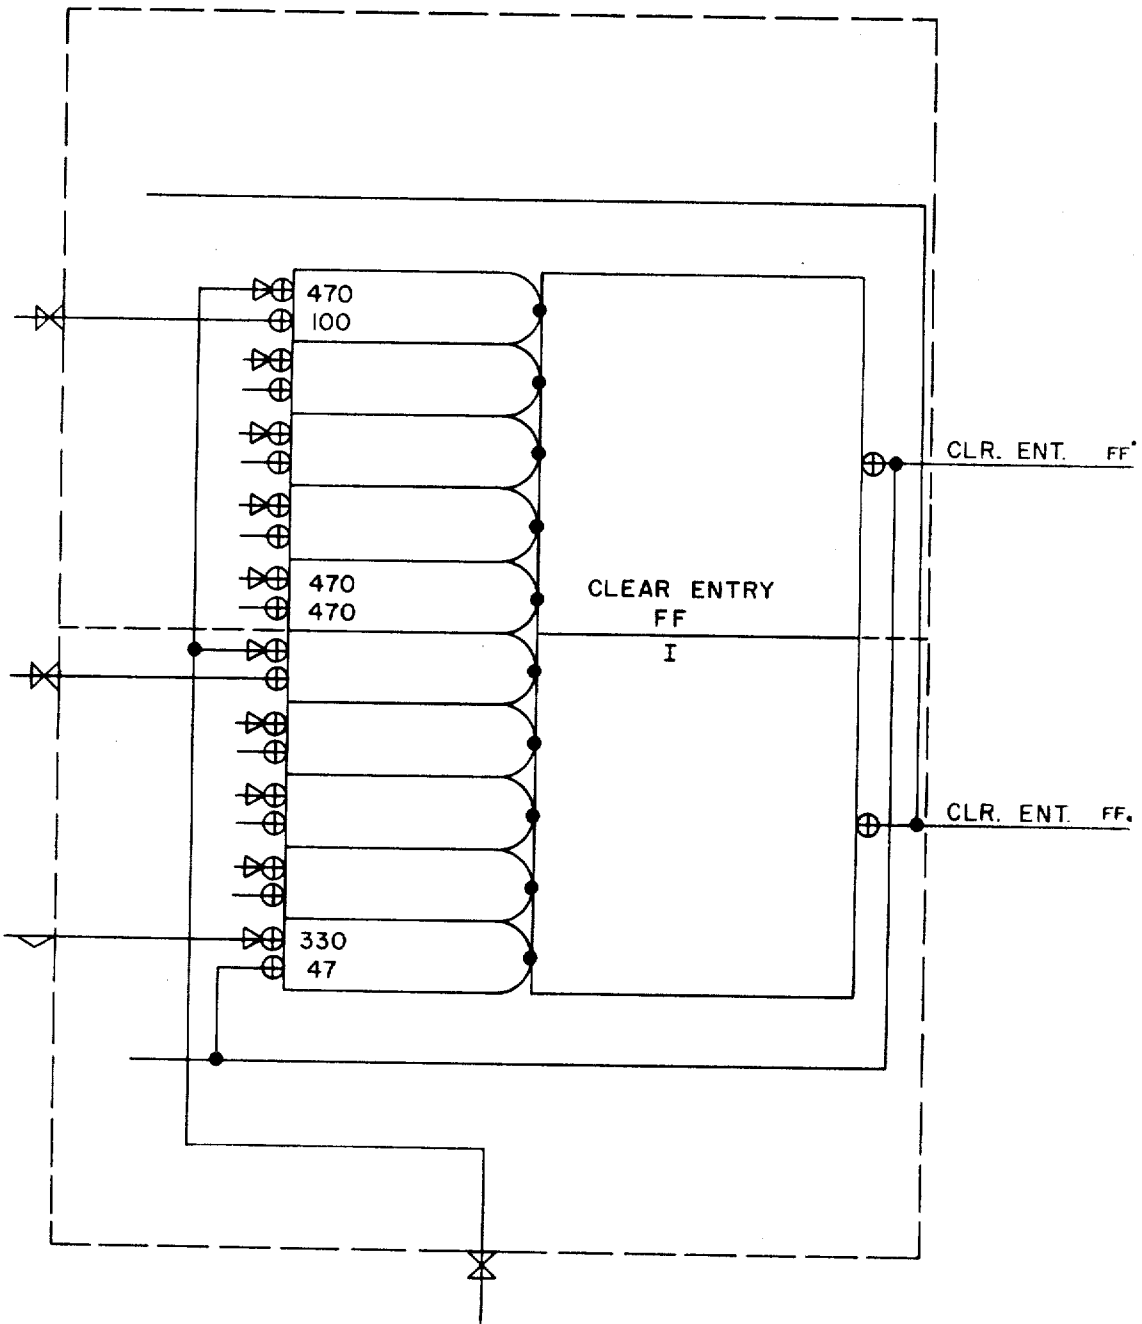 470
100
CLR. ENT. FF•
470
470
CLEAR ENTRY
FF
I
CLR. ENT. FF•
330
47